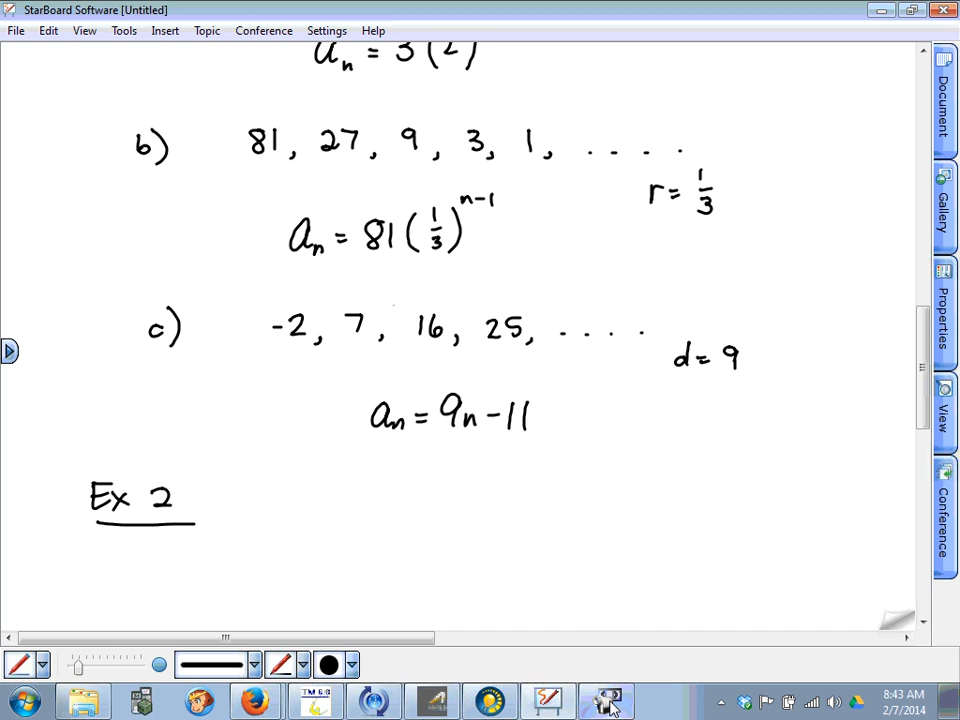 StarBoard Software [Untitled]
File Edit View Tools Insert Topic Conference Settings Help
aₙ = 3(2)
b) 81, 27, 9, 3, 1, ....
r = 1/3
aₙ = 81(1/3)ⁿ⁻¹
c) -2, 7, 16, 25, ....
d = 9
aₙ = 9n - 11
Ex 2
Document
Gallery
Properties
View
Conference
8:43 AM
2/7/2014